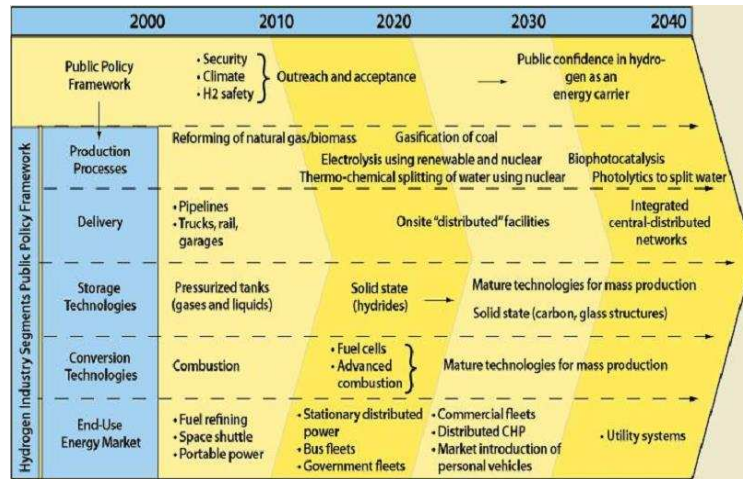 2000 2010 2020 2030 2040
Hydrogen Industry Segments Public Policy Framework
Public Policy
Framework
• Security
• Climate
• H2 safety
Outreach and acceptance
Public confidence in hydro-
gen as an
energy carrier
Production
Processes
Reforming of natural gas/biomass
Gasification of coal
Electrolysis using renewable and nuclear
Thermo-chemical splitting of water using nuclear
Biophotocatalysis
Photolytics to split water
Delivery
• Pipelines
• Trucks, rail,
garages
Onsite "distributed" facilities
Integrated
central-distributed
networks
Storage
Technologies
Pressurized tanks
(gases and liquids)
Solid state
(hydrides)
Mature technologies for mass production
Solid state (carbon, glass structures)
Conversion
Technologies
Combustion
• Fuel cells
• Advanced
combustion
Mature technologies for mass production
End-Use
Energy Market
• Fuel refining
• Space shuttle
• Portable power
• Stationary distributed
power
• Bus fleets
• Government fleets
• Commercial fleets
• Distributed CHP
• Market introduction of
personal vehicles
• Utility systems